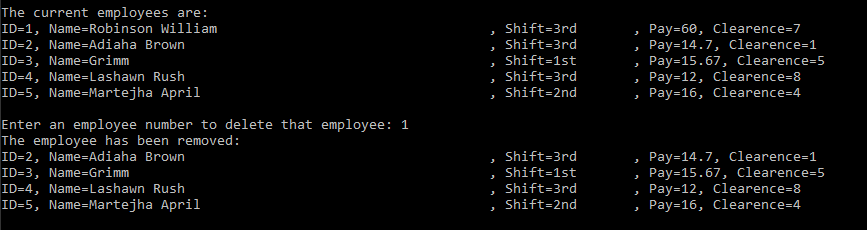 The current employees are:
ID=1, Name=Robinson William                                  , Shift=3rd       , Pay=60, Clearence=7
ID=2, Name=Adiaha Brown                                      , Shift=3rd       , Pay=14.7, Clearence=1
ID=3, Name=Grimm                                             , Shift=1st       , Pay=15.67, Clearence=5
ID=4, Name=Lashawn Rush                                      , Shift=3rd       , Pay=12, Clearence=8
ID=5, Name=Martejha April                                    , Shift=2nd       , Pay=16, Clearence=4
Enter an employee number to delete that employee: 1
The employee has been removed:
ID=2, Name=Adiaha Brown                                      , Shift=3rd       , Pay=14.7, Clearence=1
ID=3, Name=Grimm                                             , Shift=1st       , Pay=15.67, Clearence=5
ID=4, Name=Lashawn Rush                                      , Shift=3rd       , Pay=12, Clearence=8
ID=5, Name=Martejha April                                    , Shift=2nd       , Pay=16, Clearence=4